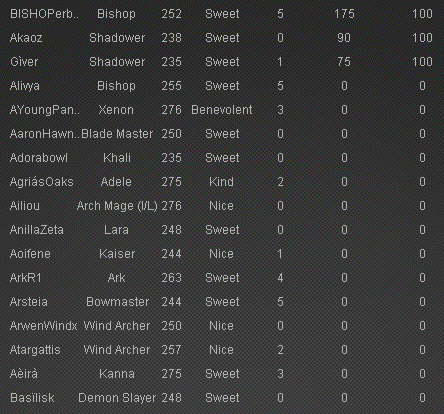 BISHOPerb.. Bishop 252 Sweet 5 175 100
Akaoz Shadower 238 Sweet 0 90 100
Gìver Shadower 235 Sweet 1 75 100
Alivya Bishop 255 Sweet 5 0 0
AYoungPan.. Xenon 276 Benevolent 3 0 0
AaronHawn.. Blade Master 250 Sweet 0 0 0
Adorabowl Khali 235 Sweet 0 0 0
AgriásOaks Adele 275 Kind 2 0 0
Ailiou Arch Mage (I/L) 276 Nice 0 0 0
AnillaZeta Lara 248 Sweet 0 0 0
Aoifene Kaiser 244 Nice 1 0 0
ArkR1 Ark 263 Sweet 4 0 0
Arsteia Bowmaster 244 Sweet 5 0 0
ArwenWindx Wind Archer 250 Nice 0 0 0
Atargattis Wind Archer 257 Nice 2 0 0
Aèirà Kanna 275 Sweet 3 0 0
Basílisk Demon Slayer 248 Sweet 0 0 0